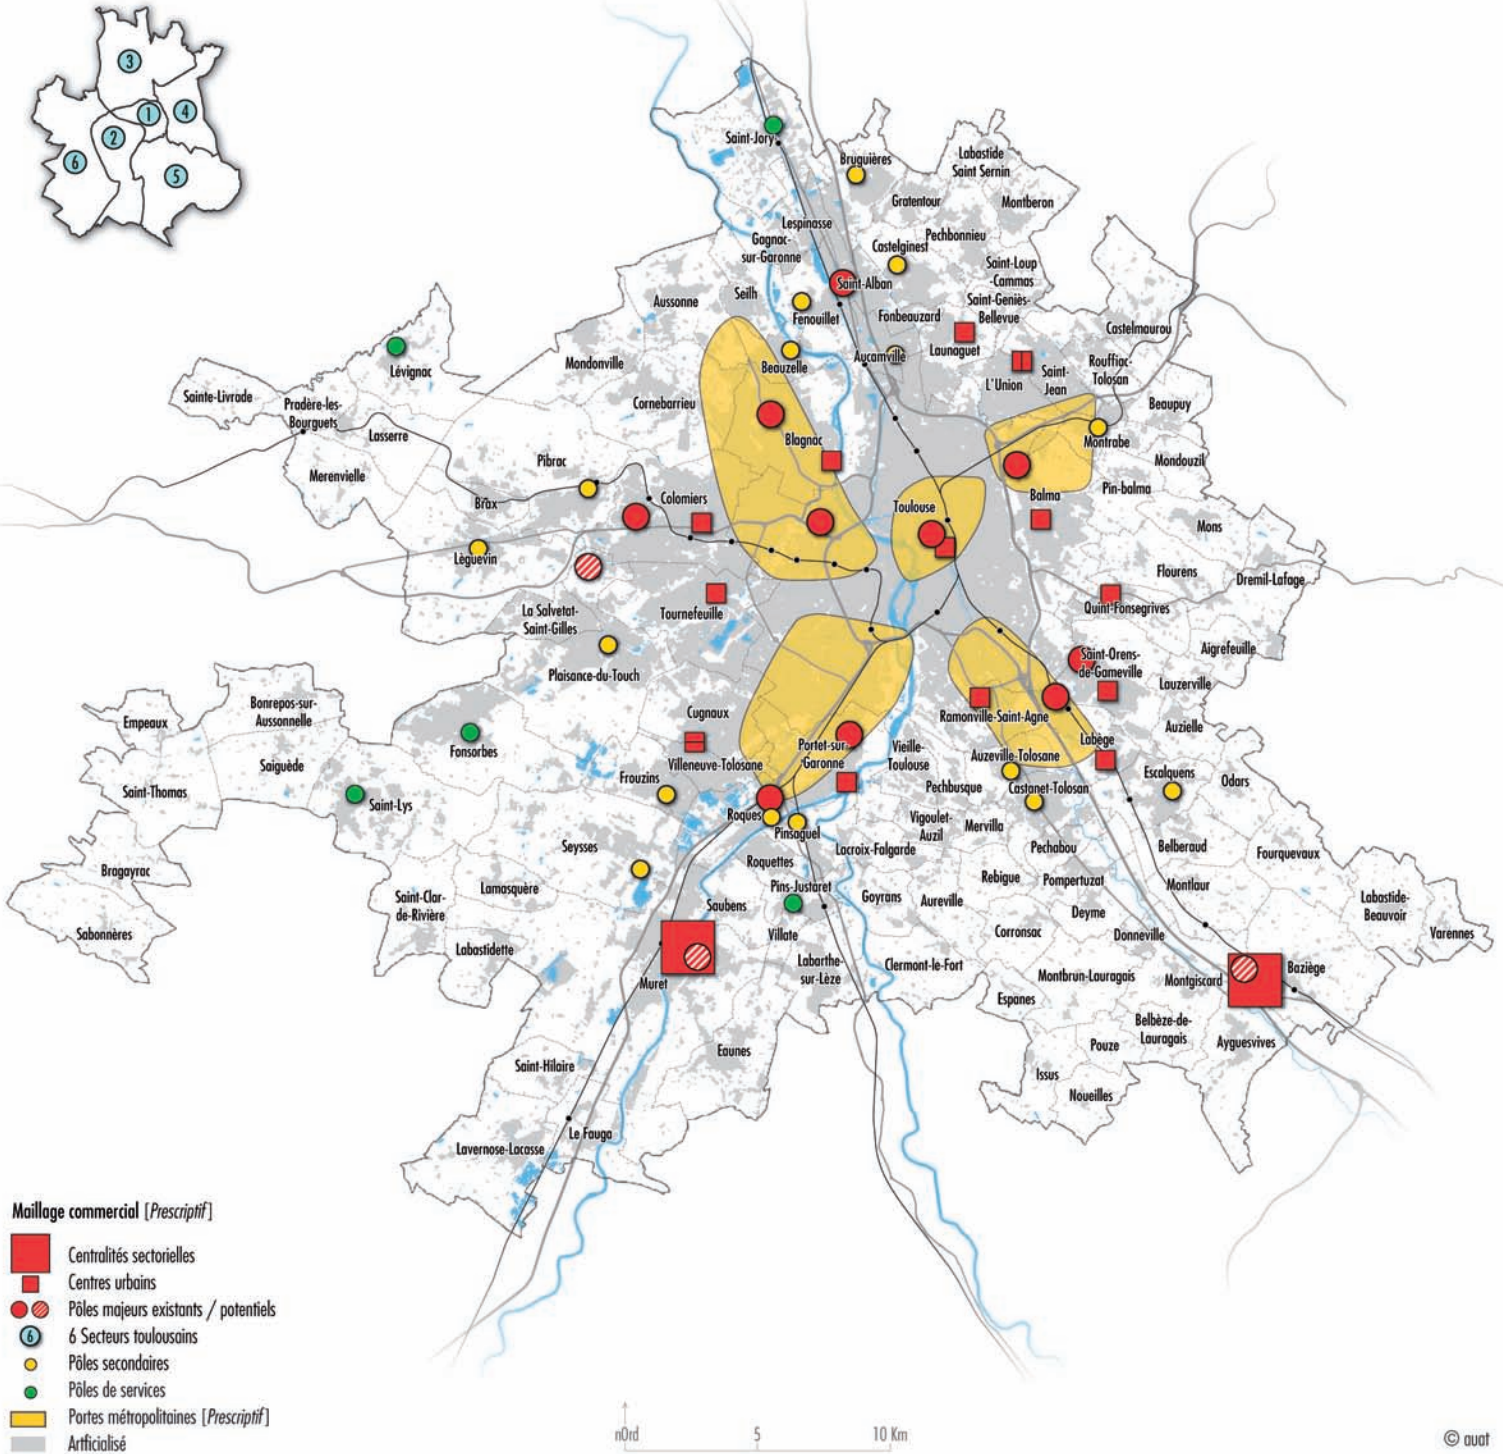 3
1
4
2
6
5
Saint-Jory
Bruguières
Labastide
Saint Sernin
Gratentour
Montberon
Lespinasse
Gagnac-
sur-Garonne
Castelginest
Pechbonnieu
Saint-Loup
-Cammas
Saint-Alban
Seilh
Aussonne
Saint-Geniès-
Bellevue
Fenouillet
Fonbeauzard
Castelmaurou
Launaguet
Aucamville
Beauzelle
Mondonville
Lévignac
L'Union
Saint-
Jean
Rouffiac-
Tolosan
Sainte-Livrade
Pradère-les-
Bourguets
Cornebarrieu
Beaupuy
Lasserre
Blagnac
Montrabe
Mondouzil
Pibrac
Merenvielle
Brax
Colomiers
Toulouse
Balma
Pin-balma
Mons
Lèguevin
Flourens
Dremil-Lafage
La Salvetat-
Saint-Gilles
Tournefeuille
Quint-Fonsegrives
Aigrefeuille
Plaisance-du-Touch
Saint-Orens-
de-Gameville
Lauzerville
Bonrepos-sur-
Aussonnelle
Empeaux
Cugnaux
Ramonville-Saint-Agne
Auzielle
Fonsorbes
Portet-sur-
Garonne
Vieille-
Toulouse
Labège
Auzeville-Tolosane
Saiguède
Villeneuve-Tolosane
Escalquens
Odars
Saint-Thomas
Saint-Lys
Frouzins
Pechbusque
Castanet-Tolosan
Roques
Pinsaguel
Vigoulet-
Auzil
Mervilla
Seysses
Lacroix-Falgarde
Pechabou
Belberaud
Fourquevaux
Bragayrac
Roquettes
Lamasquère
Pins-Justaret
Goyrans
Aureville
Rebigue
Pompertuzat
Montlaur
Saint-Clar-
de-Rivière
Saubens
Deyme
Labastide-
Beauvoir
Sabonnères
Villate
Corronsac
Donneville
Varennes
Labastidette
Labarthe-
sur-Lèze
Clermont-le-Fort
Muret
Montbrun-Lauragais
Montgiscard
Baziège
Espanes
Belbèze-de-
Lauragais
Eaunes
Pouze
Ayguesvives
Saint-Hilaire
Issus
Noueilles
Le Fauga
Lavernose-Lacasse
Maillage commercial [Prescriptif]
Centralités sectorielles
Centres urbains
Pôles majeurs existants / potentiels
6 6 Secteurs toulousains
Pôles secondaires
Pôles de services
Portes métropolitaines [Prescriptif]
Artficialisé
nOrd 5 10 Km
© auat